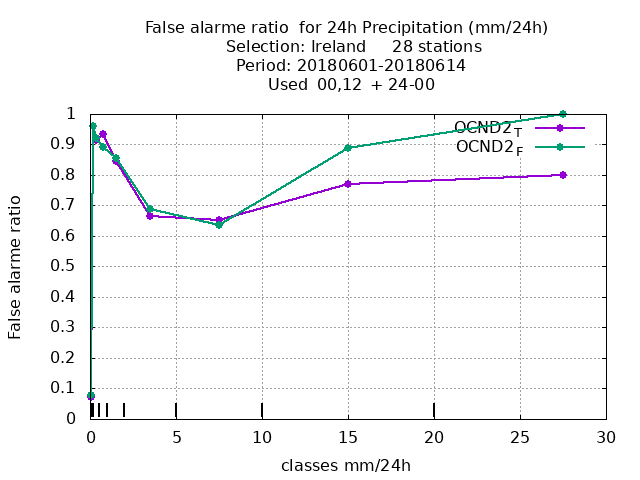 False alarme ratio  for 24h Precipitation (mm/24h)
Selection: Ireland     28 stations
Period: 20180601-20180614
Used  00,12  + 24-00
OCND2T
OCND2F
1
0.9
0.8
0.7
0.6
0.5
0.4
0.3
0.2
0.1
0
False alarme ratio
0 5 10 15 20 25 30
classes mm/24h